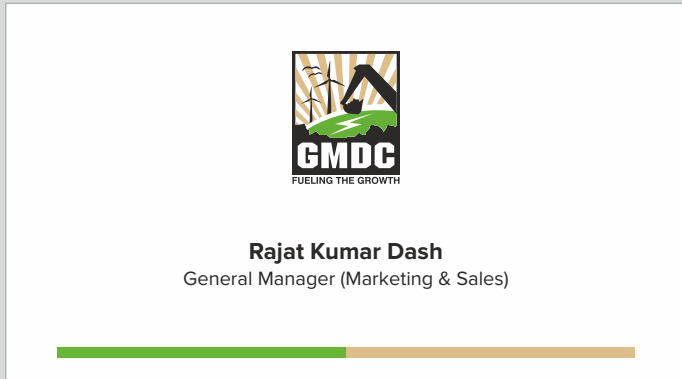 GMDC
FUELING THE GROWTH
Rajat Kumar Dash
General Manager (Marketing & Sales)